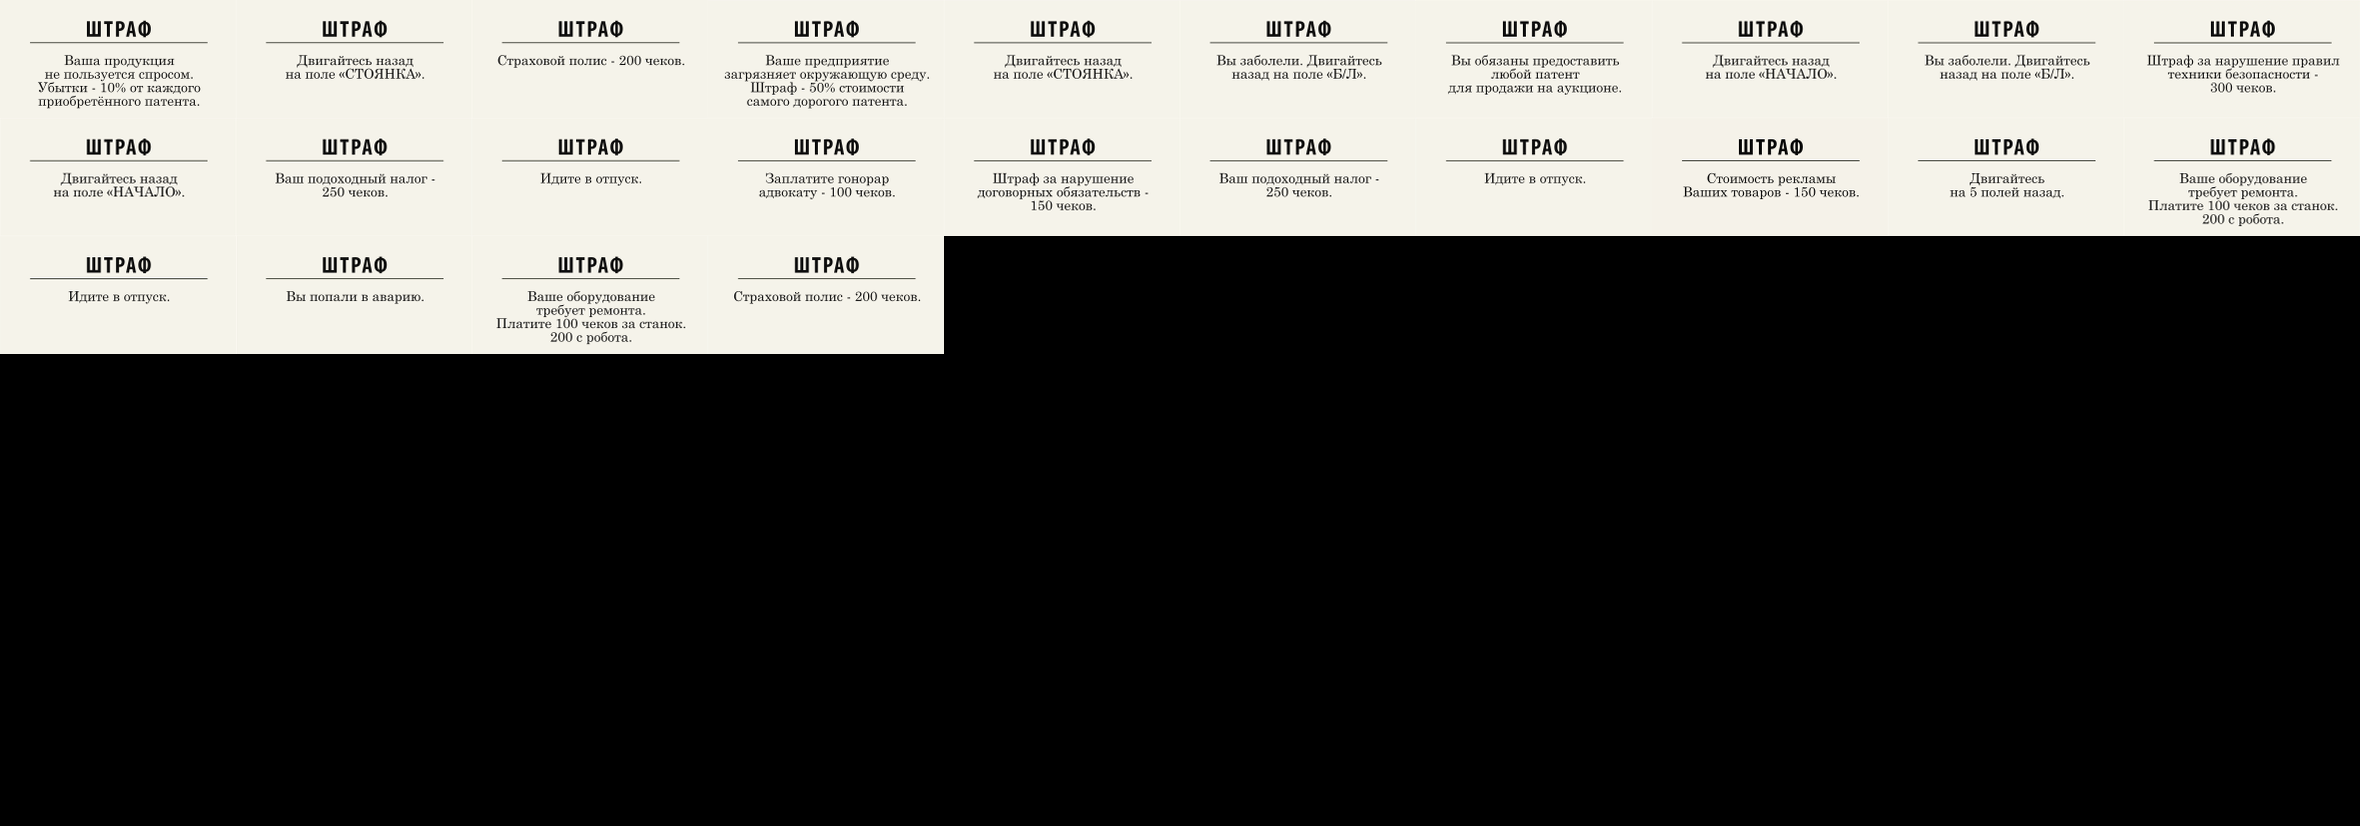 ШТРАФ
Ваша продукция
не пользуется спросом.
Убытки - 10% от каждого
приобретённого патента.
ШТРАФ
Двигайтесь назад
на поле «СТОЯНКА».
ШТРАФ
Страховой полис - 200 чеков.
ШТРАФ
Ваше предприятие
загрязняет окружающую среду.
Штраф - 50% стоимости
самого дорогого патента.
ШТРАФ
Двигайтесь назад
на поле «СТОЯНКА».
ШТРАФ
Вы заболели. Двигайтесь
назад на поле «Б/Л».
ШТРАФ
Вы обязаны предоставить
любой патент
для продажи на аукционе.
ШТРАФ
Двигайтесь назад
на поле «НАЧАЛО».
ШТРАФ
Вы заболели. Двигайтесь
назад на поле «Б/Л».
ШТРАФ
Штраф за нарушение правил
техники безопасности -
300 чеков.
ШТРАФ
Двигайтесь назад
на поле «НАЧАЛО».
ШТРАФ
Ваш подоходный налог -
250 чеков.
ШТРАФ
Идите в отпуск.
ШТРАФ
Заплатите гонорар
адвокату - 100 чеков.
ШТРАФ
Штраф за нарушение
договорных обязательств -
150 чеков.
ШТРАФ
Ваш подоходный налог -
250 чеков.
ШТРАФ
Идите в отпуск.
ШТРАФ
Стоимость рекламы
Ваших товаров - 150 чеков.
ШТРАФ
Двигайтесь
на 5 полей назад.
ШТРАФ
Ваше оборудование
требует ремонта.
Платите 100 чеков за станок.
200 с робота.
ШТРАФ
Идите в отпуск.
ШТРАФ
Вы попали в аварию.
ШТРАФ
Ваше оборудование
требует ремонта.
Платите 100 чеков за станок.
200 с робота.
ШТРАФ
Страховой полис - 200 чеков.